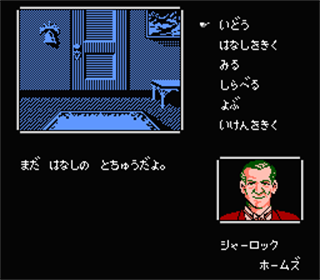 いどう
はなしをきく
みる
しらべる
よぶ
いけんをきく
まだ はなしの とちゅうだよ。
シャーロック
ホームズ